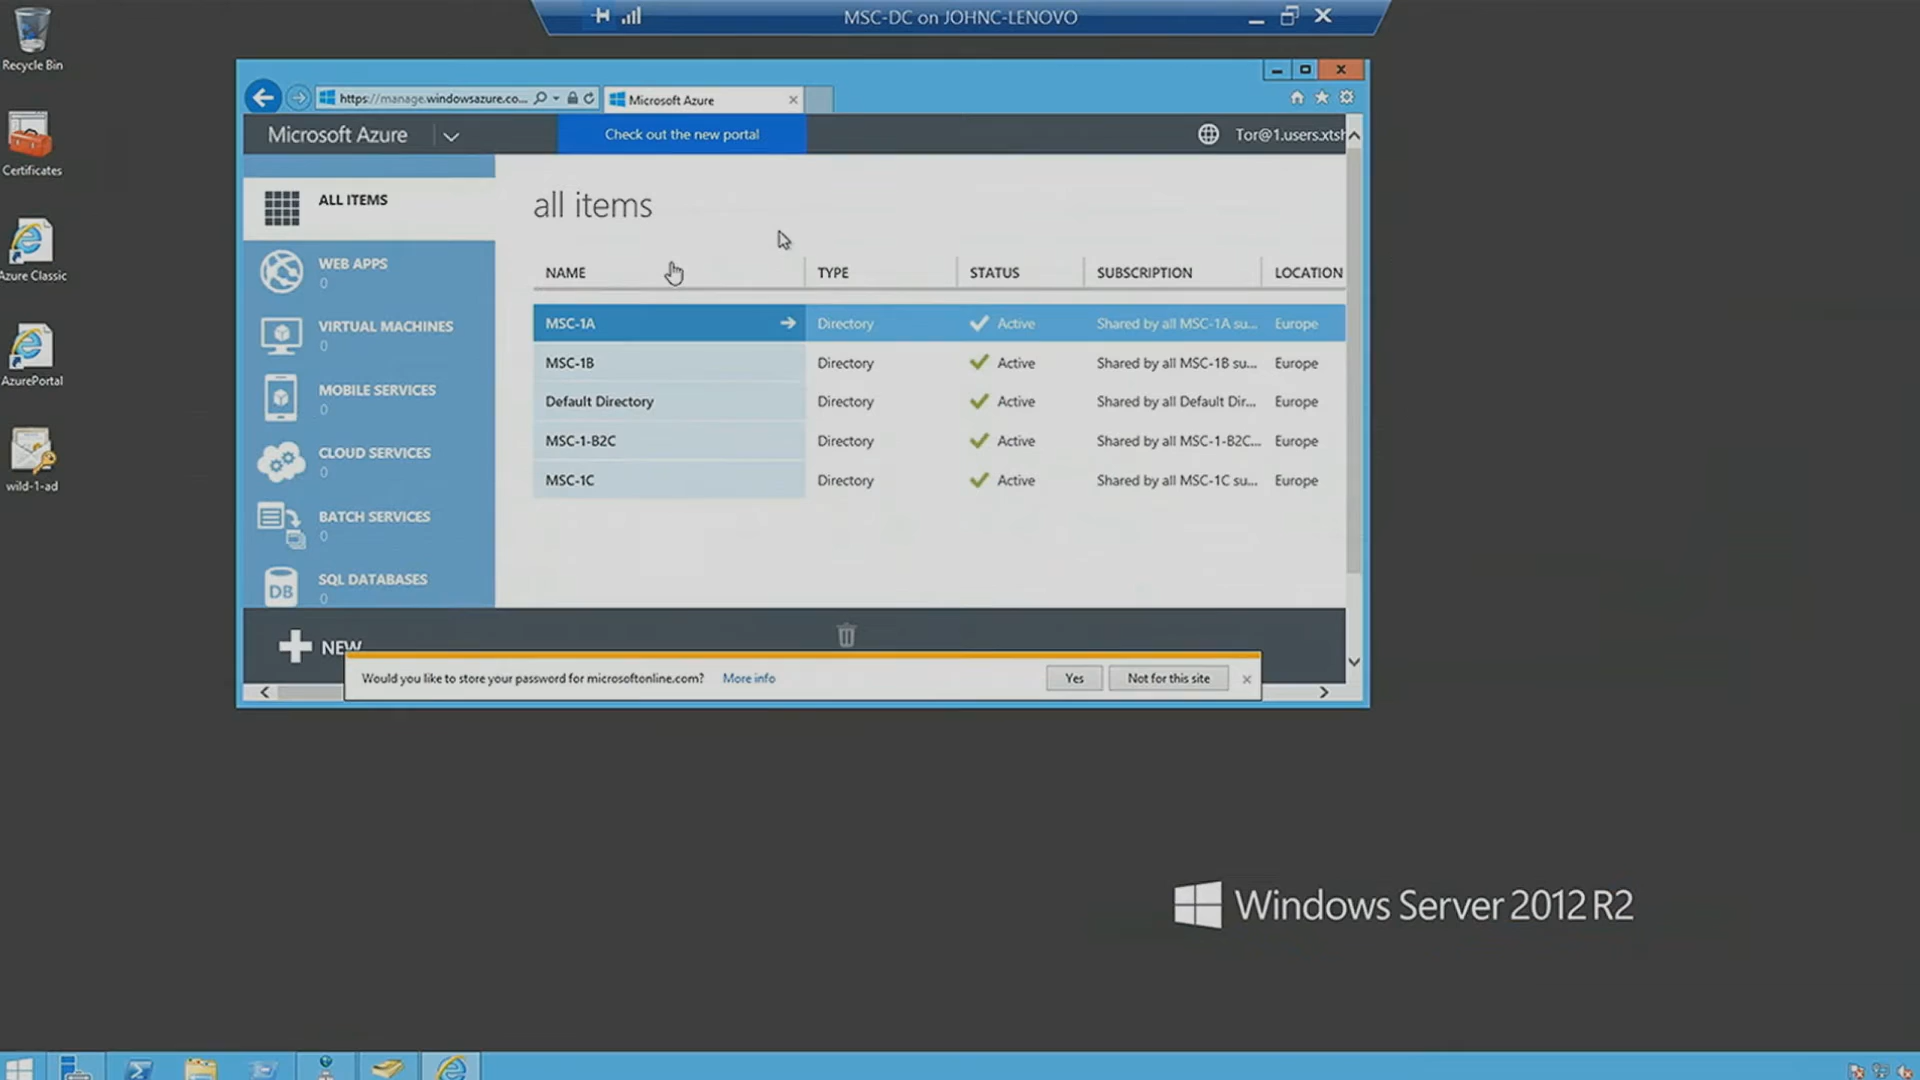 MSC-DC on JOHNC-LENOVO
Recycle Bin
Certificates
Azure Classic
AzurePortal
wild-1-ad
https://manage.windowsazure.co...
Microsoft Azure
Microsoft Azure
Check out the new portal
Tor@1.users.xtsh
ALL ITEMS
WEB APPS
0
VIRTUAL MACHINES
0
MOBILE SERVICES
0
CLOUD SERVICES
0
BATCH SERVICES
0
DB
SQL DATABASES
0
all items
NAME TYPE STATUS SUBSCRIPTION LOCATION
MSC-1A Directory Active Shared by all MSC-1A su... Europe
MSC-1B Directory Active Shared by all MSC-1B su... Europe
Default Directory Directory Active Shared by all Default Dir... Europe
MSC-1-B2C Directory Active Shared by all MSC-1-B2C... Europe
MSC-1C Directory Active Shared by all MSC-1C su... Europe
NEW
Would you like to store your password for microsoftonline.com? More info Yes Not for this site
Windows Server 2012 R2